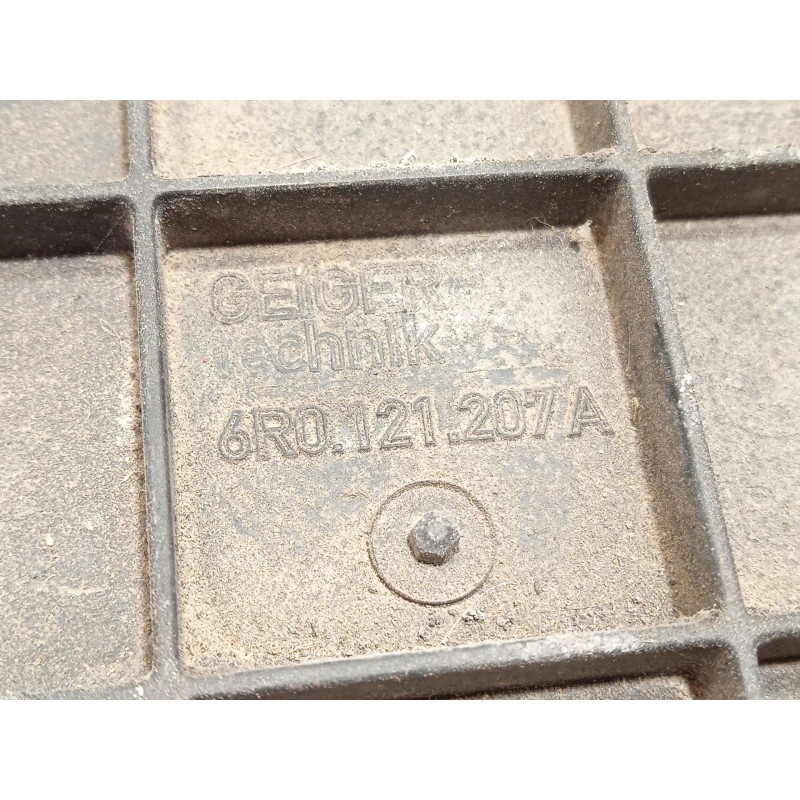 GEIGER
technik
6R0.121.207 A